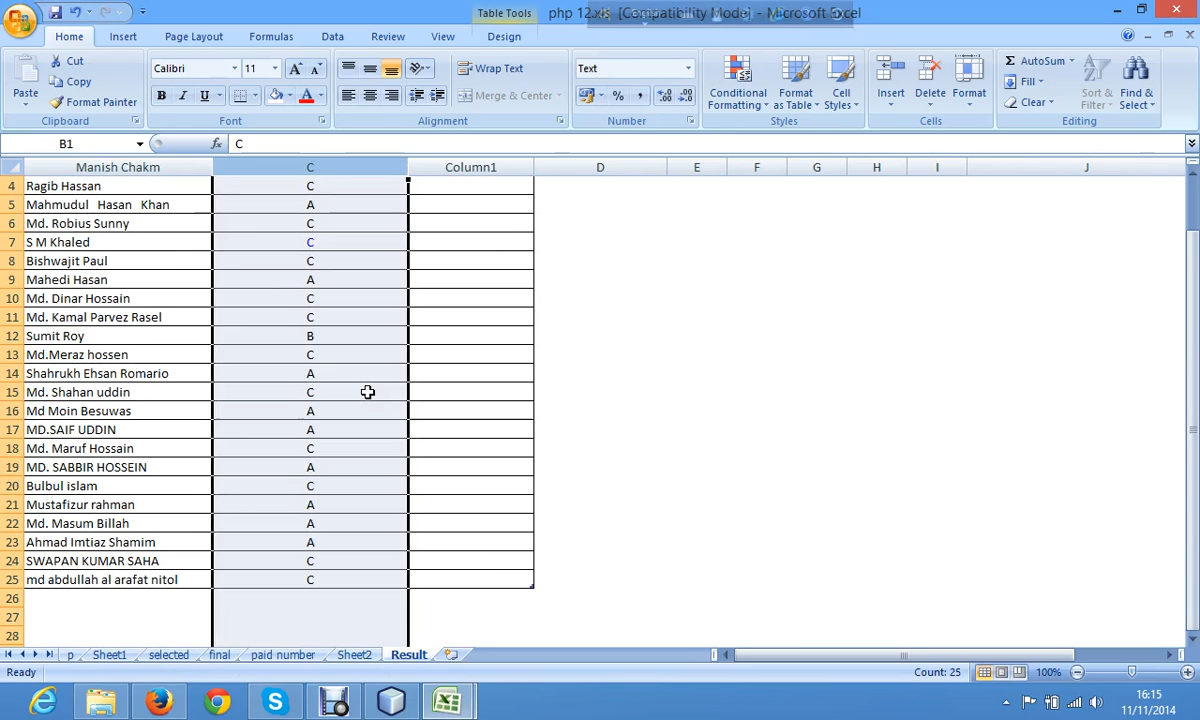 Table Tools
php 12.xls [Compatibility Mode] - Microsoft Excel
Home Insert Page Layout Formulas Data Review View Design
Paste
Cut
Copy
Format Painter
Clipboard
Calibri 11
B I U A A A
Font
Wrap Text
Merge & Center
Alignment
Text
% ,
Number
Conditional Formatting
Format as Table
Cell Styles
Styles
Insert Delete Format
Cells
AutoSum
Fill
Clear
Sort & Filter
Find & Select
Editing
B1 fx C
Manish Chakm C Column1 D E F G H I J
4 Ragib Hassan C
5 Mahmudul Hasan Khan A
6 Md. Robius Sunny C
7 S M Khaled C
8 Bishwajit Paul C
9 Mahedi Hasan A
10 Md. Dinar Hossain C
11 Md. Kamal Parvez Rasel C
12 Sumit Roy B
13 Md.Meraz hossen C
14 Shahrukh Ehsan Romario A
15 Md. Shahan uddin C
16 Md Moin Besuwas A
17 MD.SAIF UDDIN A
18 Md. Maruf Hossain C
19 MD. SABBIR HOSSEIN A
20 Bulbul islam C
21 Mustafizur rahman A
22 Md. Masum Billah A
23 Ahmad Imtiaz Shamim A
24 SWAPAN KUMAR SAHA C
25 md abdullah al arafat nitol C
26
27
28
p Sheet1 selected final paid number Sheet2 Result
Ready Count: 25 100%
16:15
11/11/2014